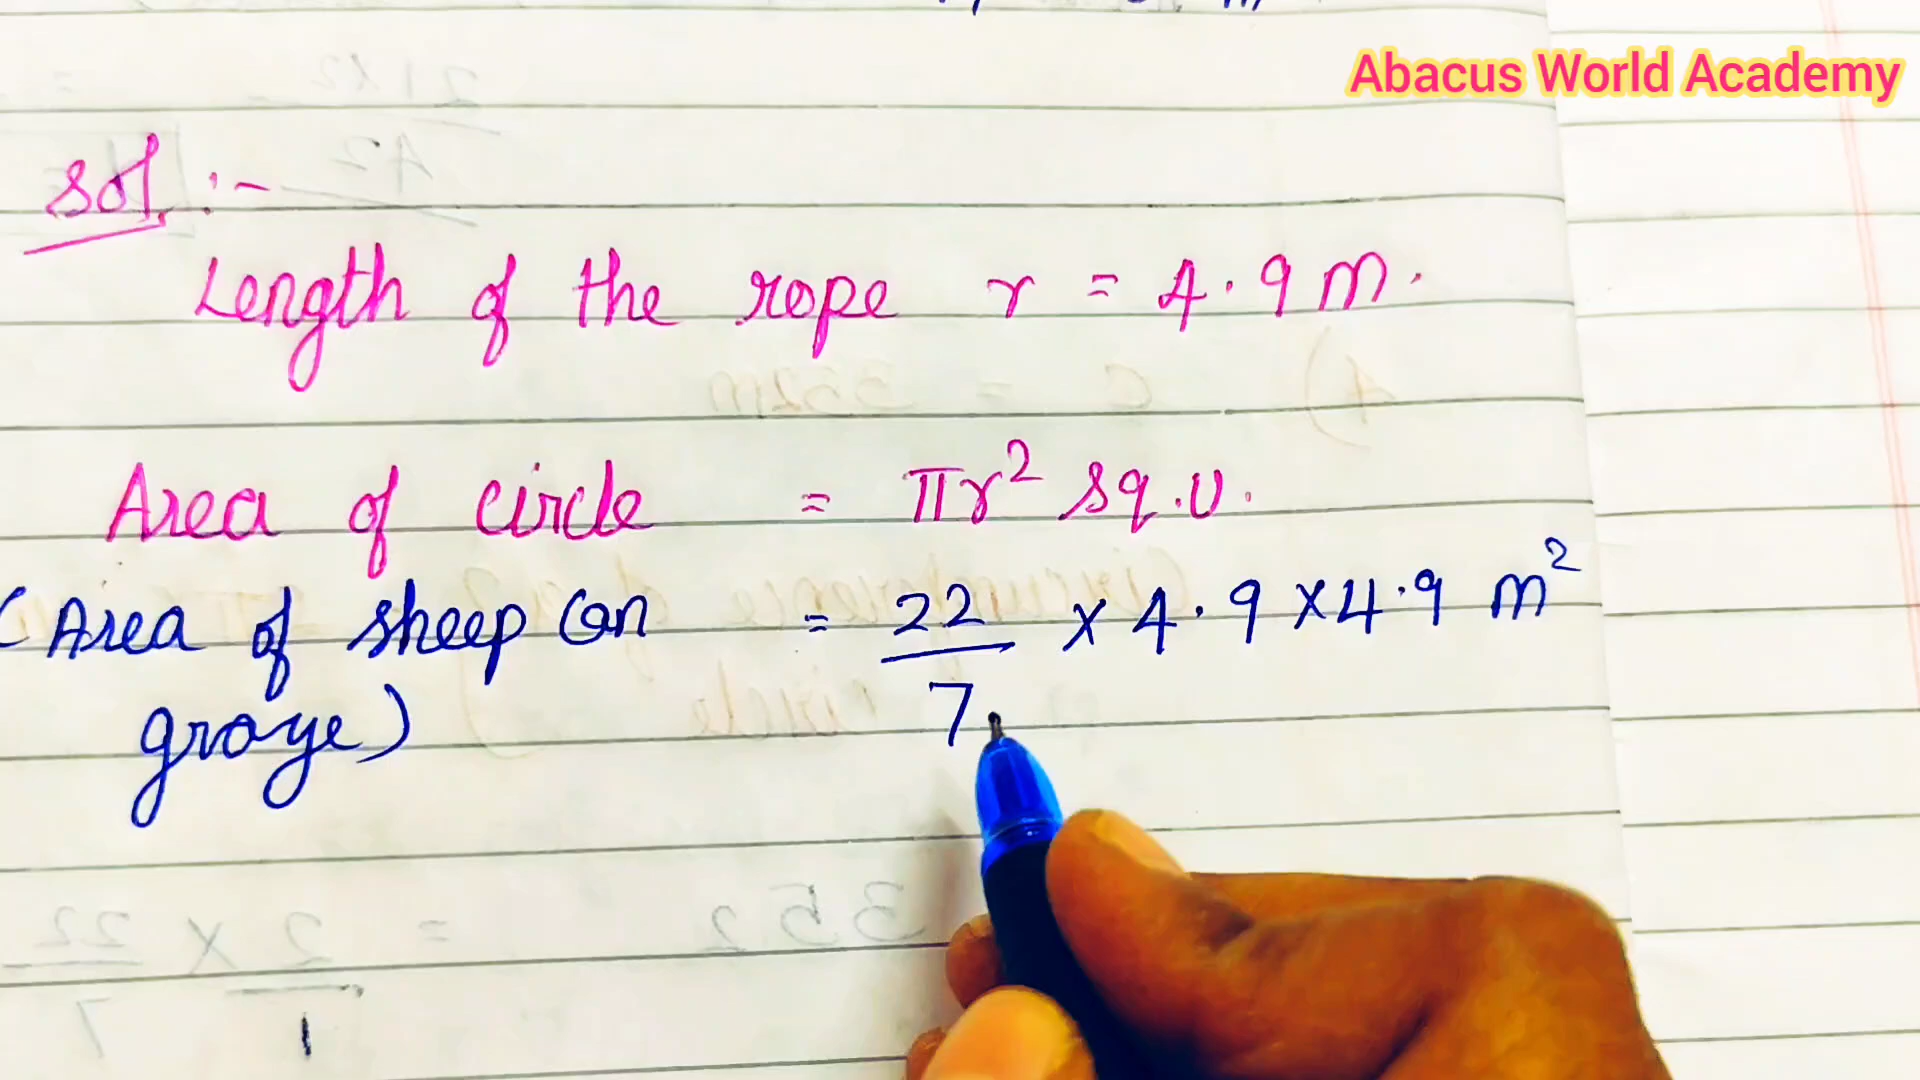 Abacus World Academy
Sol :-
Length of the rope r = 4.9 m.
Area of circle = πr² sq.u.
(Area of sheep can = 22/7 × 4.9 × 4.9 m²
graze)